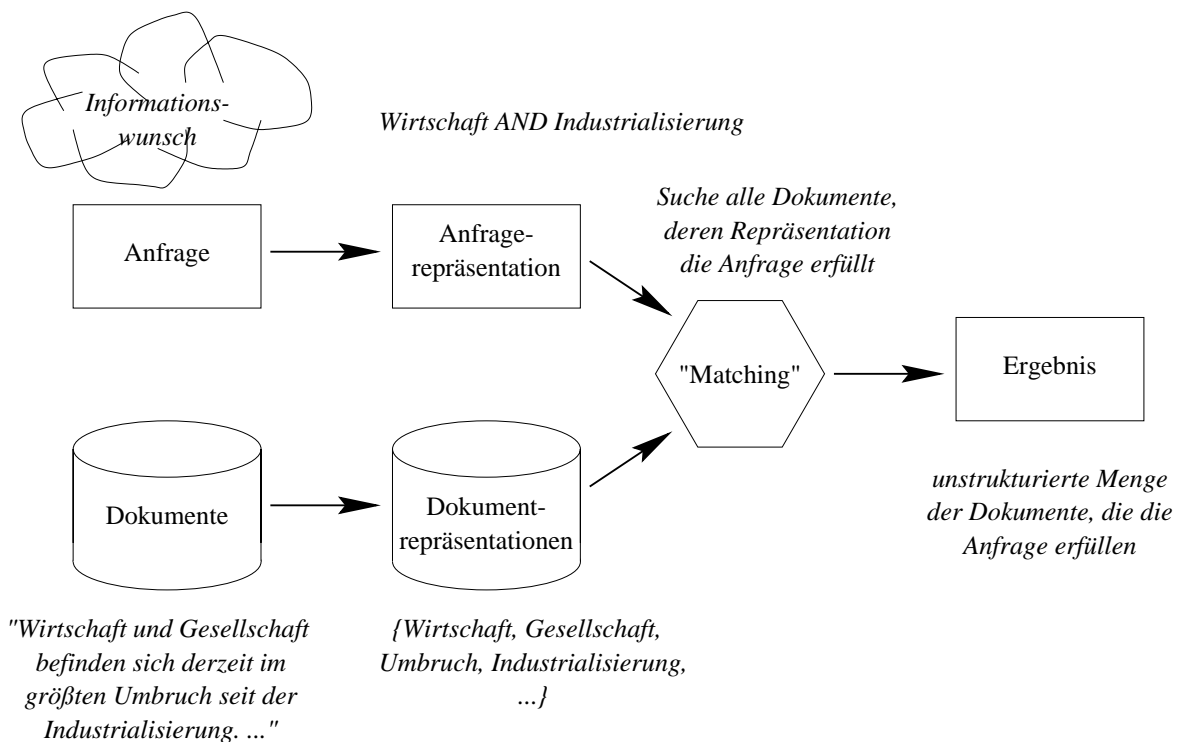 Informations-
wunsch
Wirtschaft AND Industrialisierung
Anfrage
Anfrage-
repräsentation
Suche alle Dokumente,
deren Repräsentation
die Anfrage erfüllt
"Matching"
Ergebnis
unstrukturierte Menge
der Dokumente, die die
Anfrage erfüllen
Dokumente
Dokument-
repräsentationen
"Wirtschaft und Gesellschaft
befinden sich derzeit im
größten Umbruch seit der
Industrialisierung. ..."
{Wirtschaft, Gesellschaft,
Umbruch, Industrialisierung,
...}